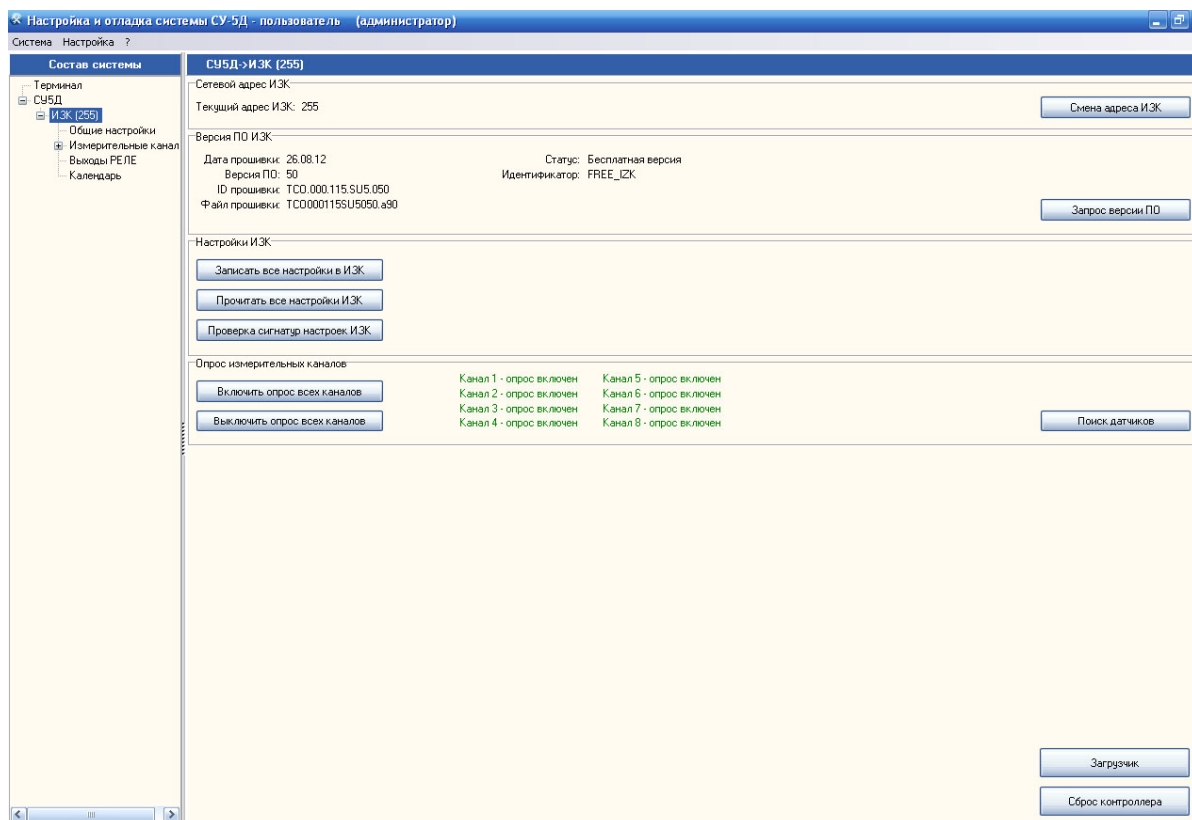 Настройка и отладка системы СУ-5Д - пользователь (администратор)
Система Настройка ?
Состав системы
СУ5Д->ИЗК (255)
Терминал
СУ5Д
ИЗК (255)
Общие настройки
Измерительные канал
Выходы РЕЛЕ
Календарь
Сетевой адрес ИЗК
Текущий адрес ИЗК: 255
Смена адреса ИЗК
Версия ПО ИЗК
Дата прошивки: 26.08.12 Статус: Бесплатная версия
Версия ПО: 50 Идентификатор: FREE_IZK
ID прошивки: TCO.000.115.SU5.050
Файл прошивки: TCO000115SU5050.a90
Запрос версии ПО
Настройки ИЗК
Записать все настройки в ИЗК
Прочитать все настройки ИЗК
Проверка сигнатур настроек ИЗК
Опрос измерительных каналов
Включить опрос всех каналов
Выключить опрос всех каналов
Канал 1 - опрос включен Канал 5 - опрос включен
Канал 2 - опрос включен Канал 6 - опрос включен
Канал 3 - опрос включен Канал 7 - опрос включен
Канал 4 - опрос включен Канал 8 - опрос включен
Поиск датчиков
Загрузчик
Сброс контроллера